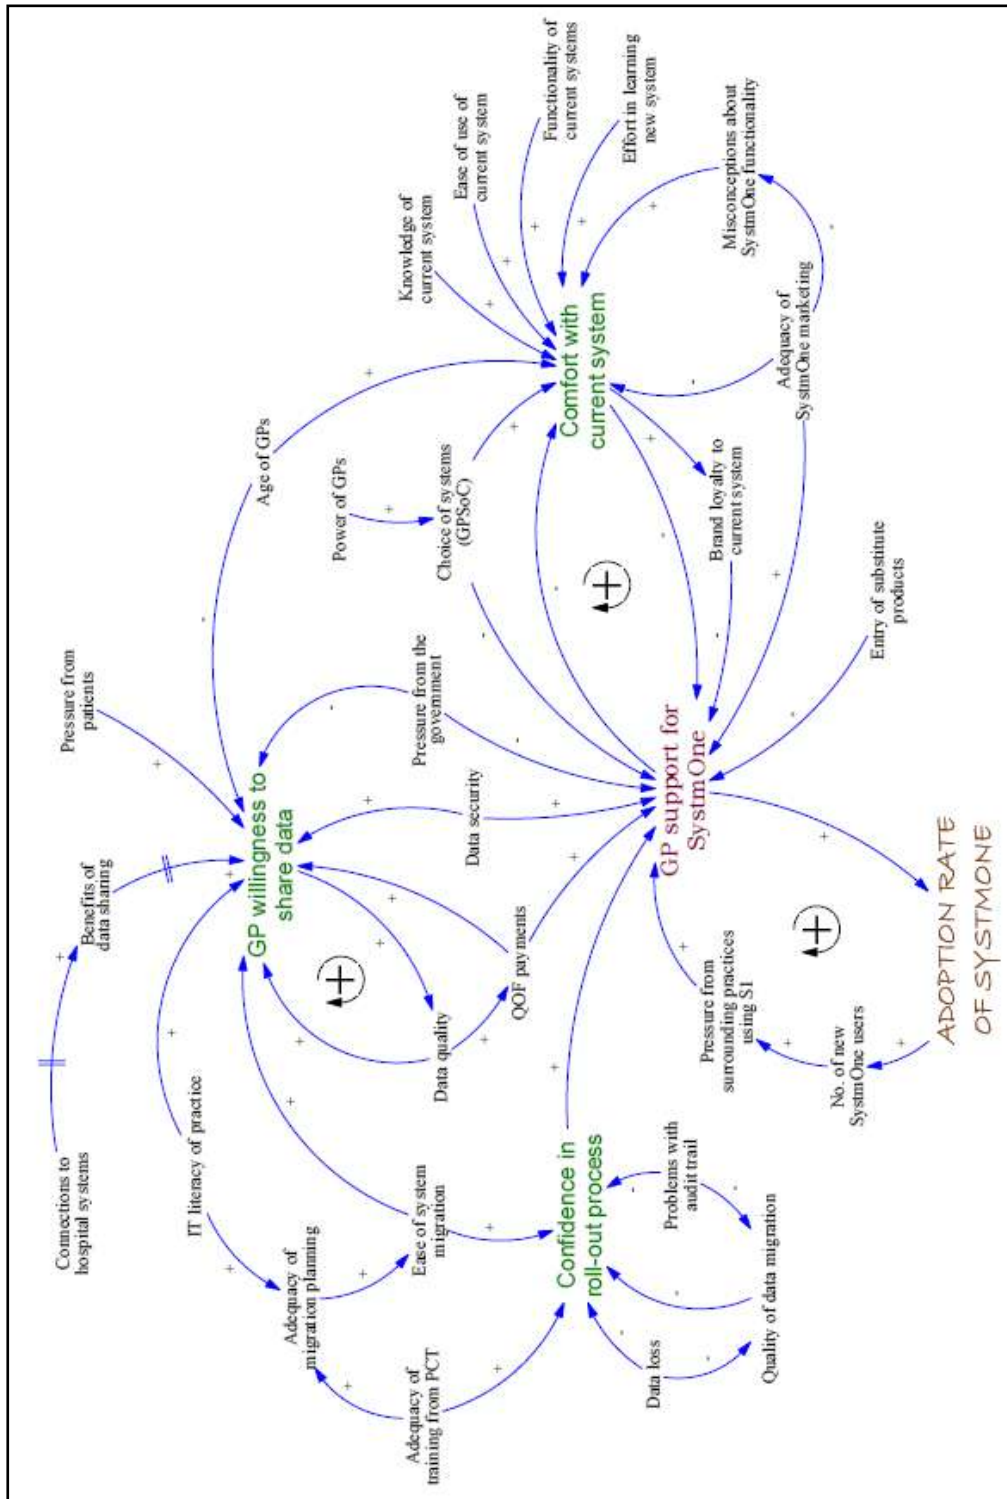 Connections to
hospital systems
Benefits of
data sharing
Pressure from
patients
Age of GPs
Knowledge of
current system
Ease of use of
current system
Functionality of
current systems
Effort in learning
new system
Misconceptions about
SystmOne functionality
Adequacy of
SystmOne marketing
Comfort with
current system
Power of GPs
Choice of systems
(GPSoC)
Brand loyalty to
current system
Entry of substitute
products
Pressure from the
government
Data security
GP willingness to
share data
QOF payments
Data quality
IT literacy of practice
Adequacy of
migration planning
Ease of system
migration
Adequacy of
training from PCT
Confidence in
roll-out process
Data loss
Quality of data migration
Problems with
audit trail
GP support for
SystmOne
Pressure from
surrounding practices
using S1
No. of new
SystmOne users
ADOPTION RATE
OF SYSTMONE